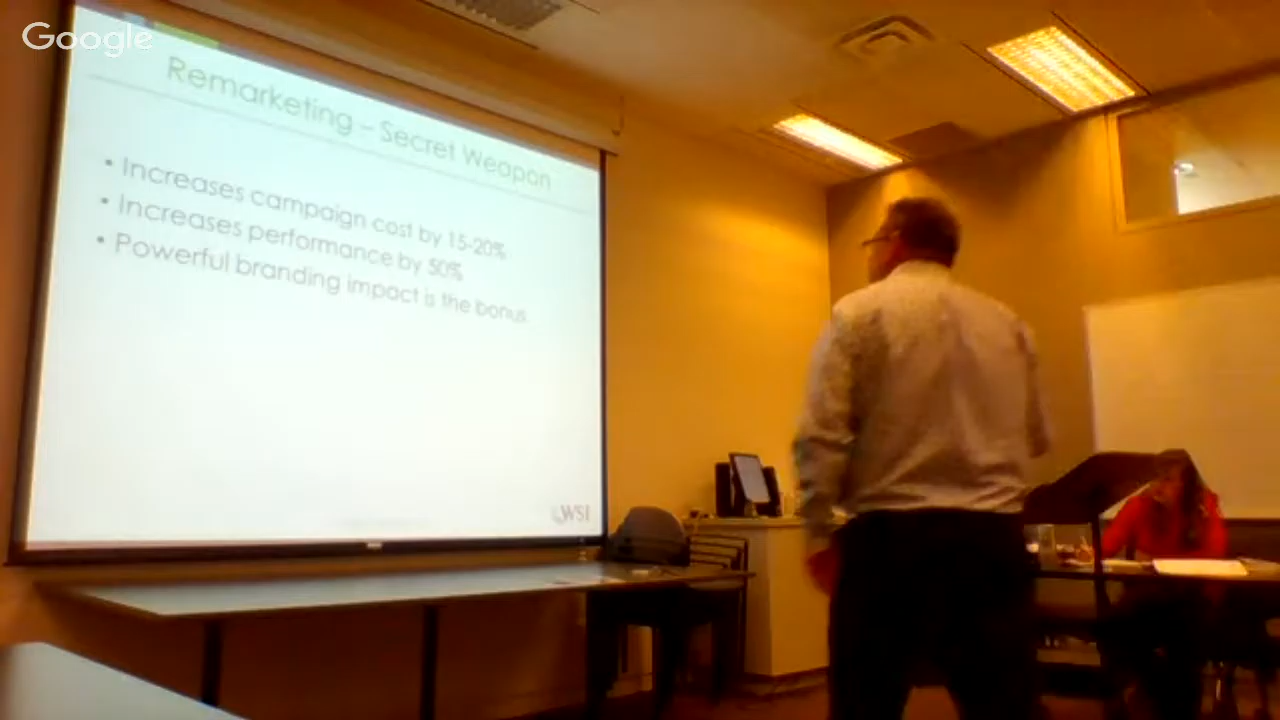 Google
Remarketing – Secret Weapon
• Increases campaign cost by 15-20%
• Increases performance by 50%
• Powerful branding impact is the bonus
WSI